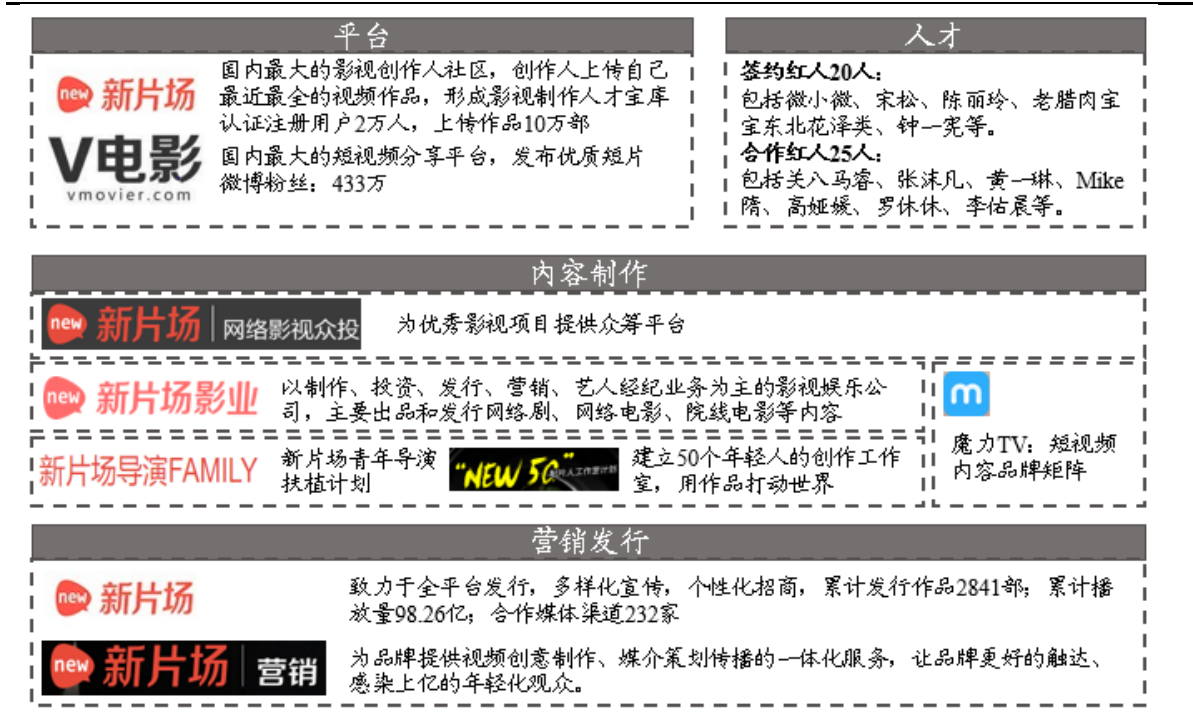 平台
new 新片场
国内最大的影视创作人社区，创作人上传自己
最近最全的视频作品，形成影视制作人才宝库
认证注册用户2万人，上传作品10万部
V电影
vmovier.com
国内最大的短视频分享平台，发布优质短片
微博粉丝：433万
人才
签约红人20人：
包括微小微、宋松、陈丽玲、老腊肉宝
宝东北花泽类、钟一宪等。
合作红人25人：
包括关八马睿、张沫凡、黄一琳、Mike
隋、高娅媛、罗休休、李佑晨等。
内容制作
new 新片场 | 网络影视众投
为优秀影视项目提供众筹平台
new 新片场影业
以制作、投资、发行、营销、艺人经纪业务为主的影视娱乐公
司，主要出品和发行网络剧、网络电影、院线电影等内容
新片场导演FAMILY
新片场青年导演
扶植计划
"NEW 50"
建立50个年轻人的创作工作
室，用作品打动世界
m
魔力TV：短视频
内容品牌矩阵
营销发行
new 新片场
致力于全平台发行，多样化宣传，个性化招商，累计发行作品2841部；累计播
放量98.26亿；合作媒体渠道232家
new 新片场 | 营销
为品牌提供视频创意制作、媒介策划传播的一体化服务，让品牌更好的触达、
感染上亿的年轻化观众。